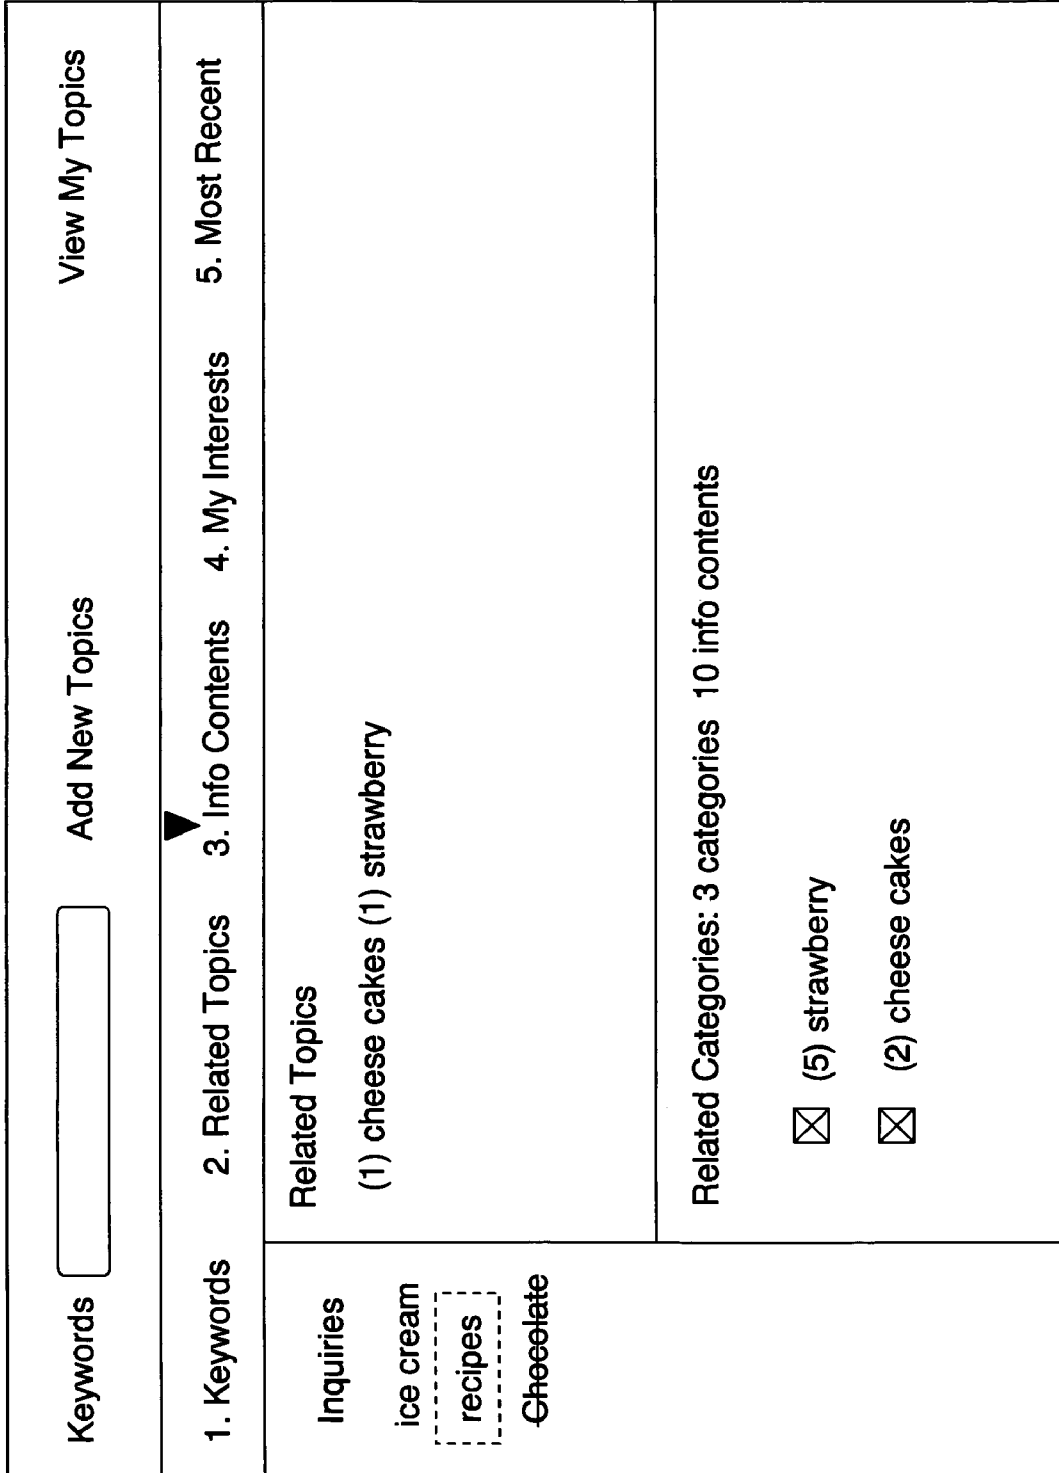 Keywords Add New Topics View My Topics
1. Keywords 2. Related Topics 3. Info Contents 4. My Interests 5. Most Recent
Inquiries
ice cream
recipes
Chocolate
Related Topics
(1) cheese cakes (1) strawberry
Related Categories: 3 categories 10 info contents
(5) strawberry
(2) cheese cakes